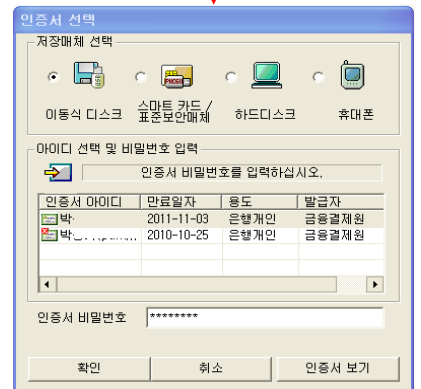 인증서 선택
저장매체 선택
이동식 디스크
스마트 카드 /
표준보안매체
하드디스크
휴대폰
아이디 선택 및 비밀번호 입력
인증서 비밀번호를 입력하십시오.
인증서 아이디 만료일자 용도 발급자
박 2011-11-03 은행개인 금융결제원
박 2010-10-25 은행개인 금융결제원
인증서 비밀번호 ********
확인 취소 인증서 보기